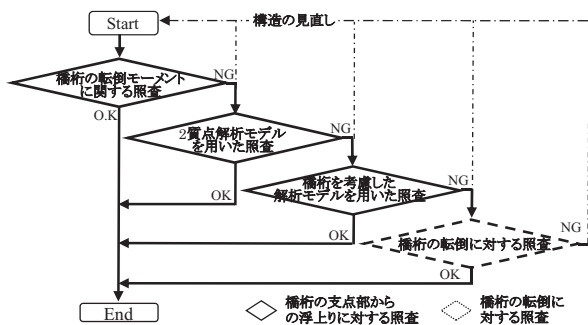 Start
構造の見直し
橋桁の転倒モーメント
に関する照査
NG
O.K
2質点解析モデル
を用いた照査
NG
OK
橋桁を考慮した
解析モデルを用いた照査
NG
OK
橋桁の転倒に対する照査
NG
OK
End
橋桁の支点部から
の浮上りに対する照査
橋桁の転倒に
対する照査